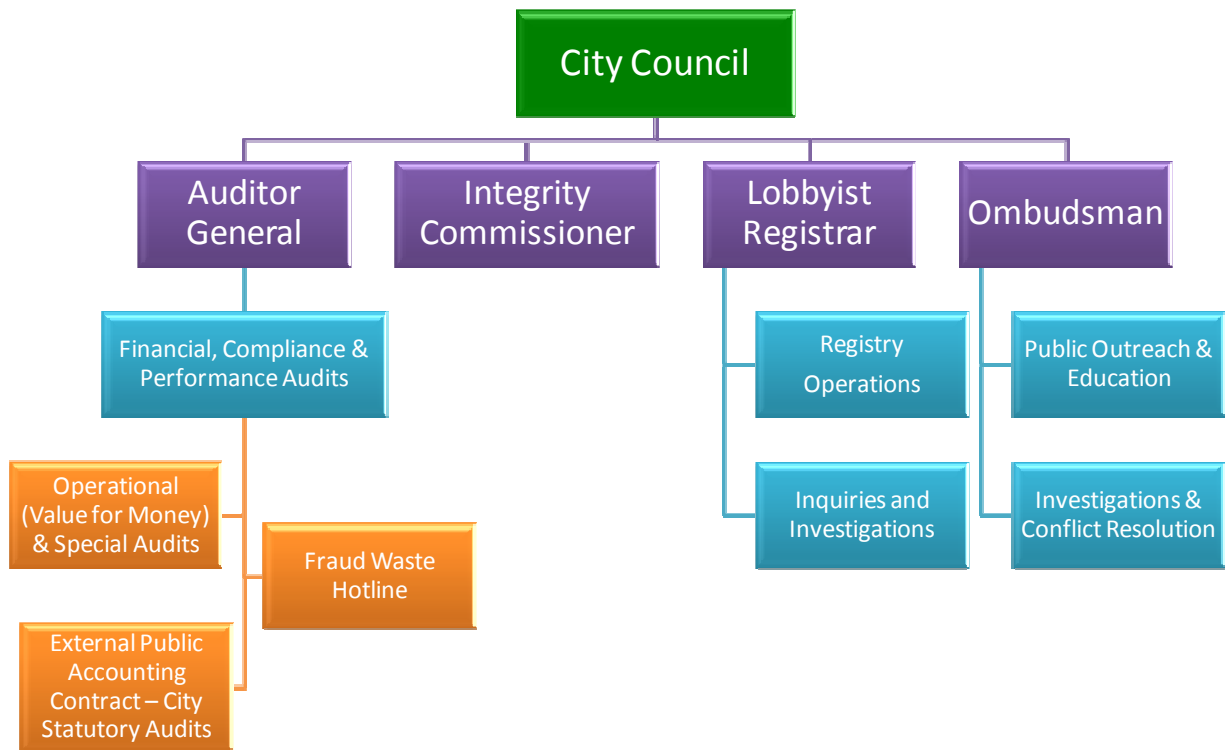 City Council
Auditor
General
Integrity
Commissioner
Lobbyist
Registrar
Ombudsman
Financial, Compliance &
Performance Audits
Registry
Operations
Public Outreach &
Education
Operational
(Value for Money)
& Special Audits
Inquiries and
Investigations
Investigations &
Conflict Resolution
Fraud Waste
Hotline
External Public
Accounting
Contract – City
Statutory Audits